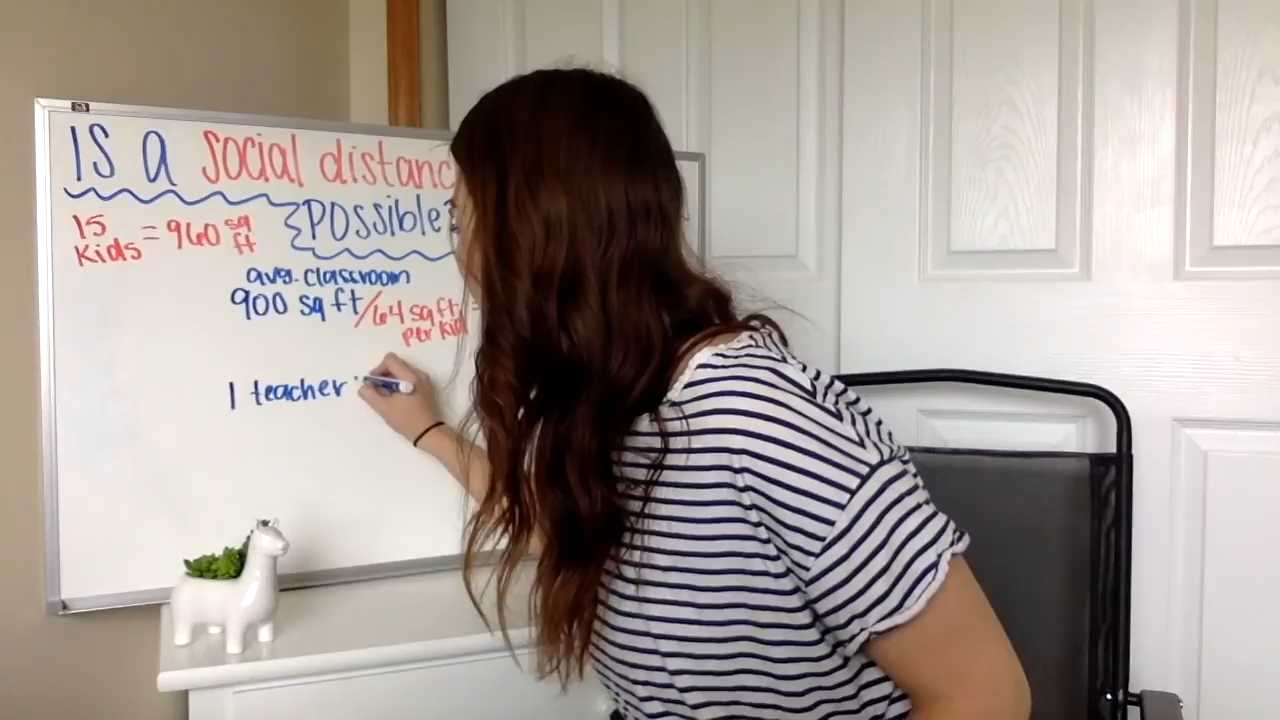 IS a social distanc
POSSIBLE?
15 = 960 sq ft
Kids
avg. classroom
900 sq ft/64 sq ft
per kid
1 teacher